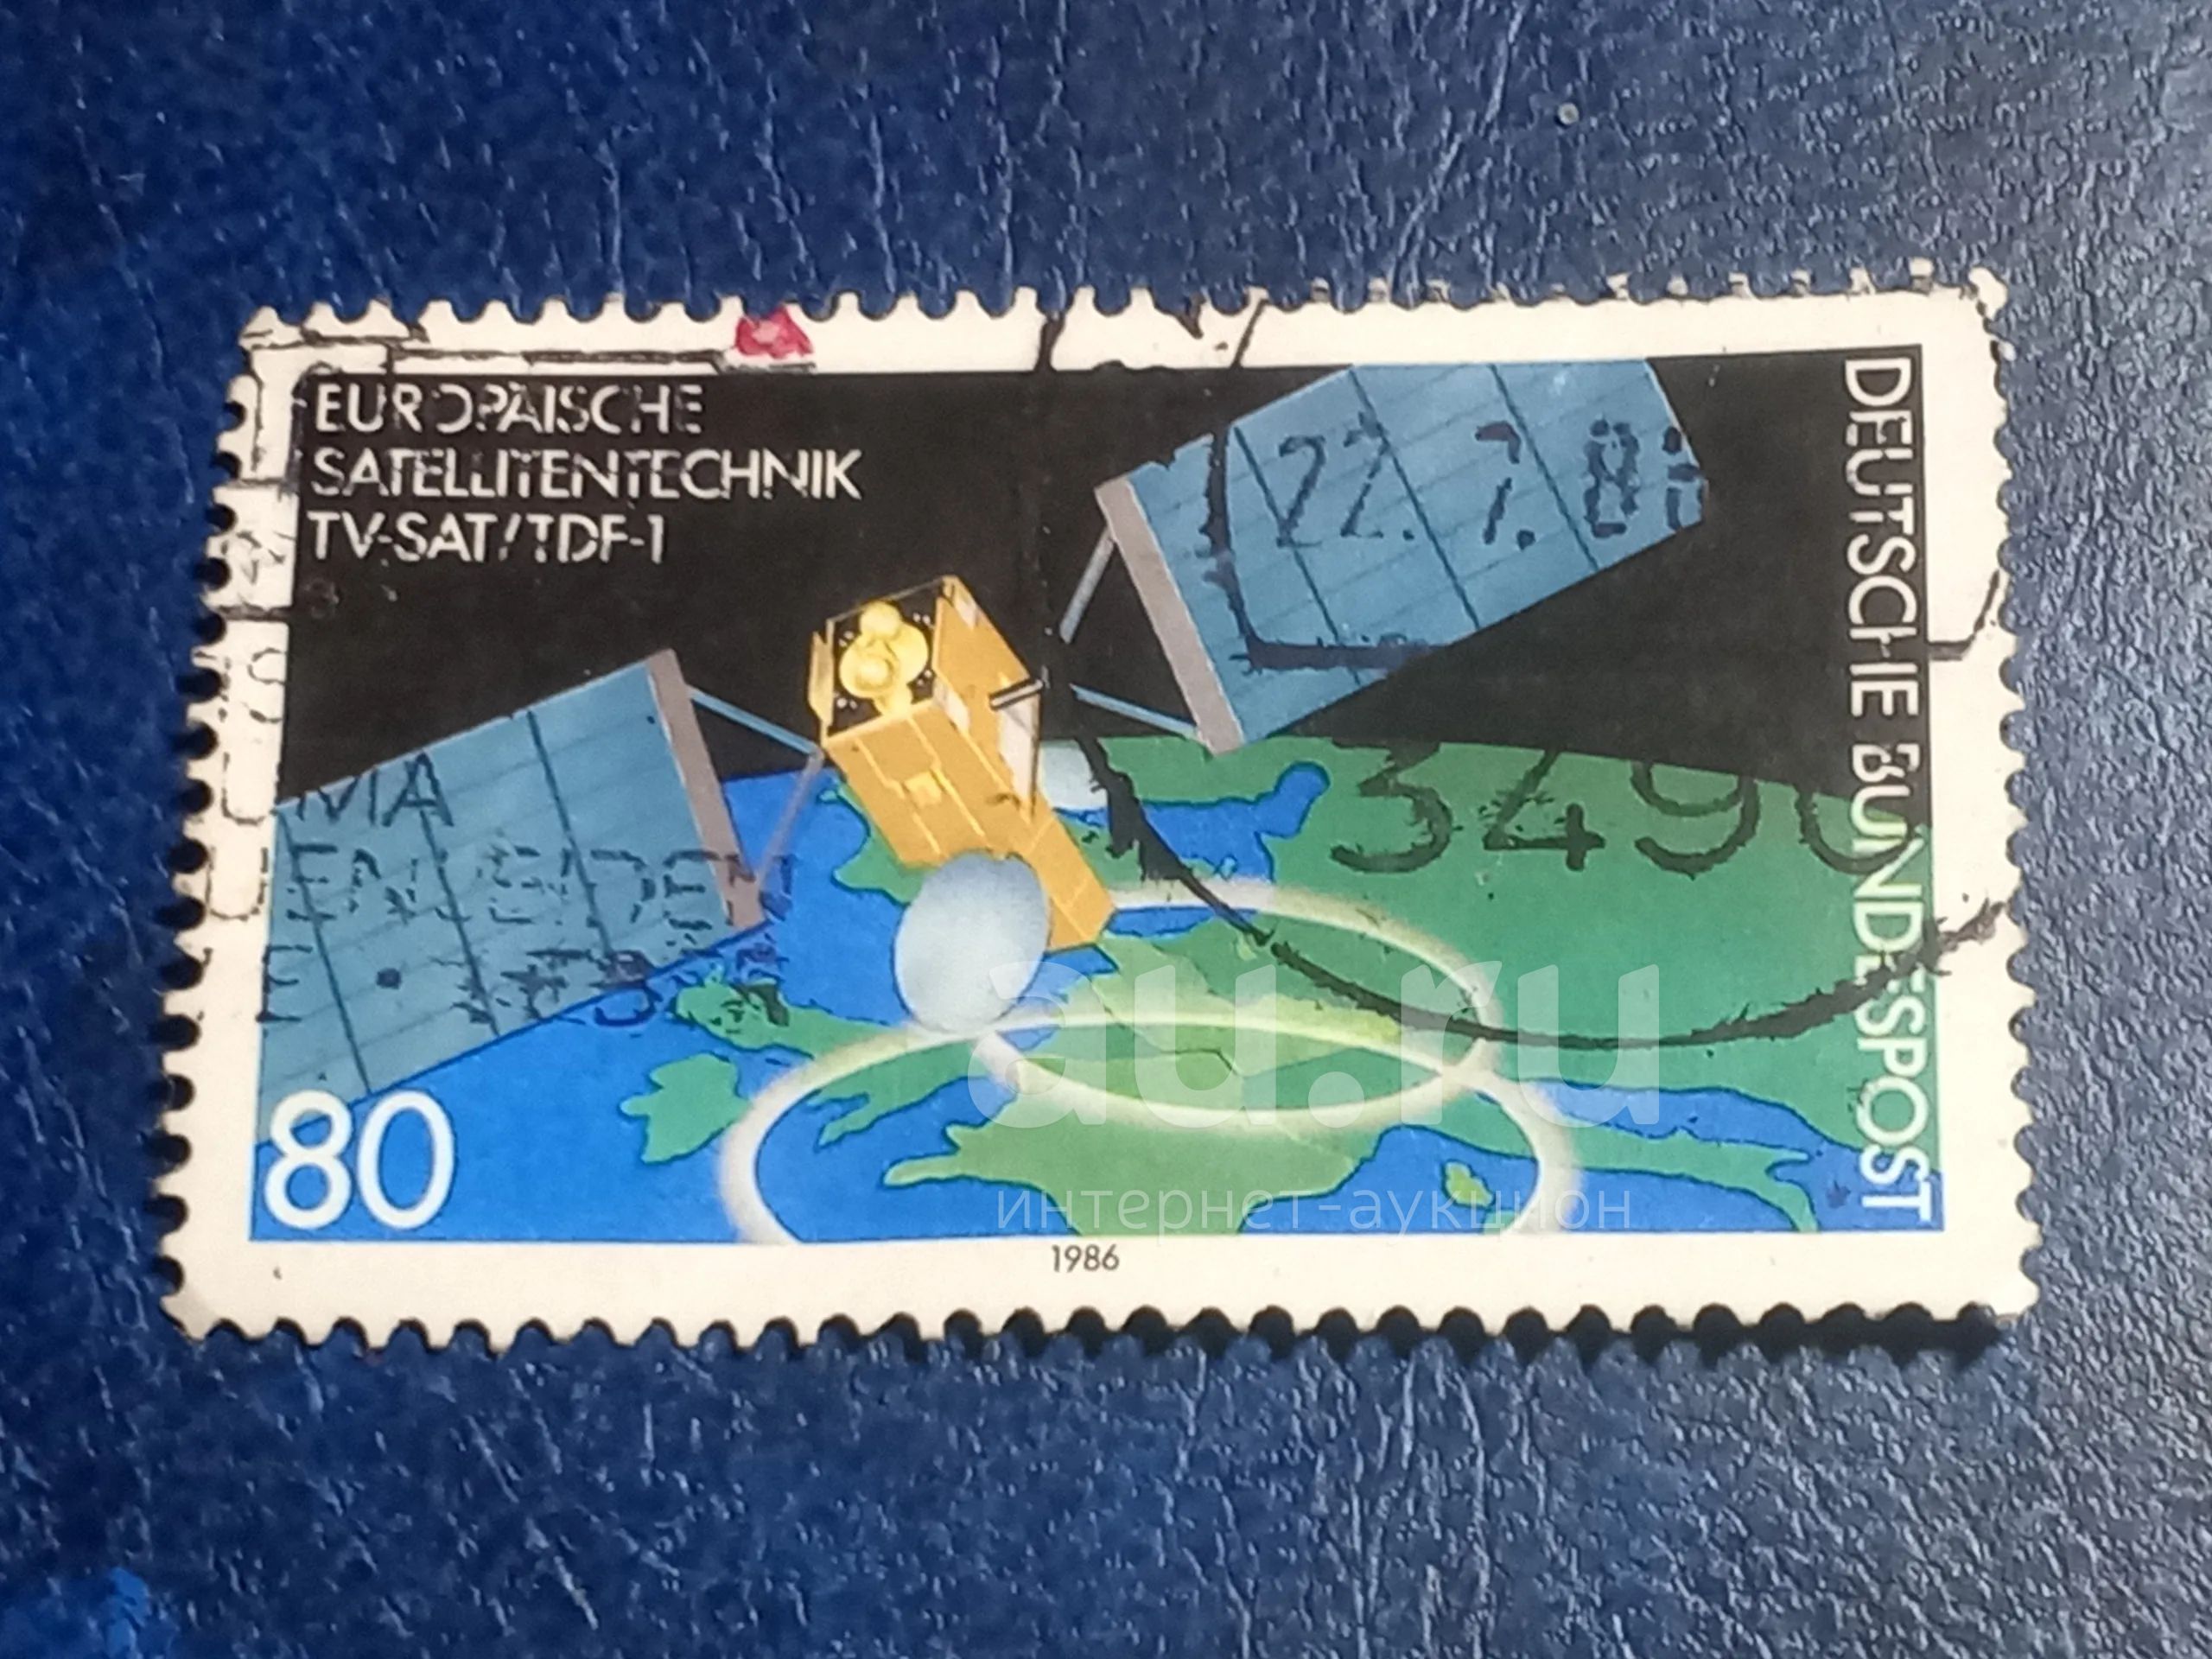 EUROPÄISCHE
SATELLITENTECHNIK
TV-SAT/TDF-1
DEUTSCHE BUNDESPOST
22.7.8
3490
80
1986
au.ru
интернет-аукцион